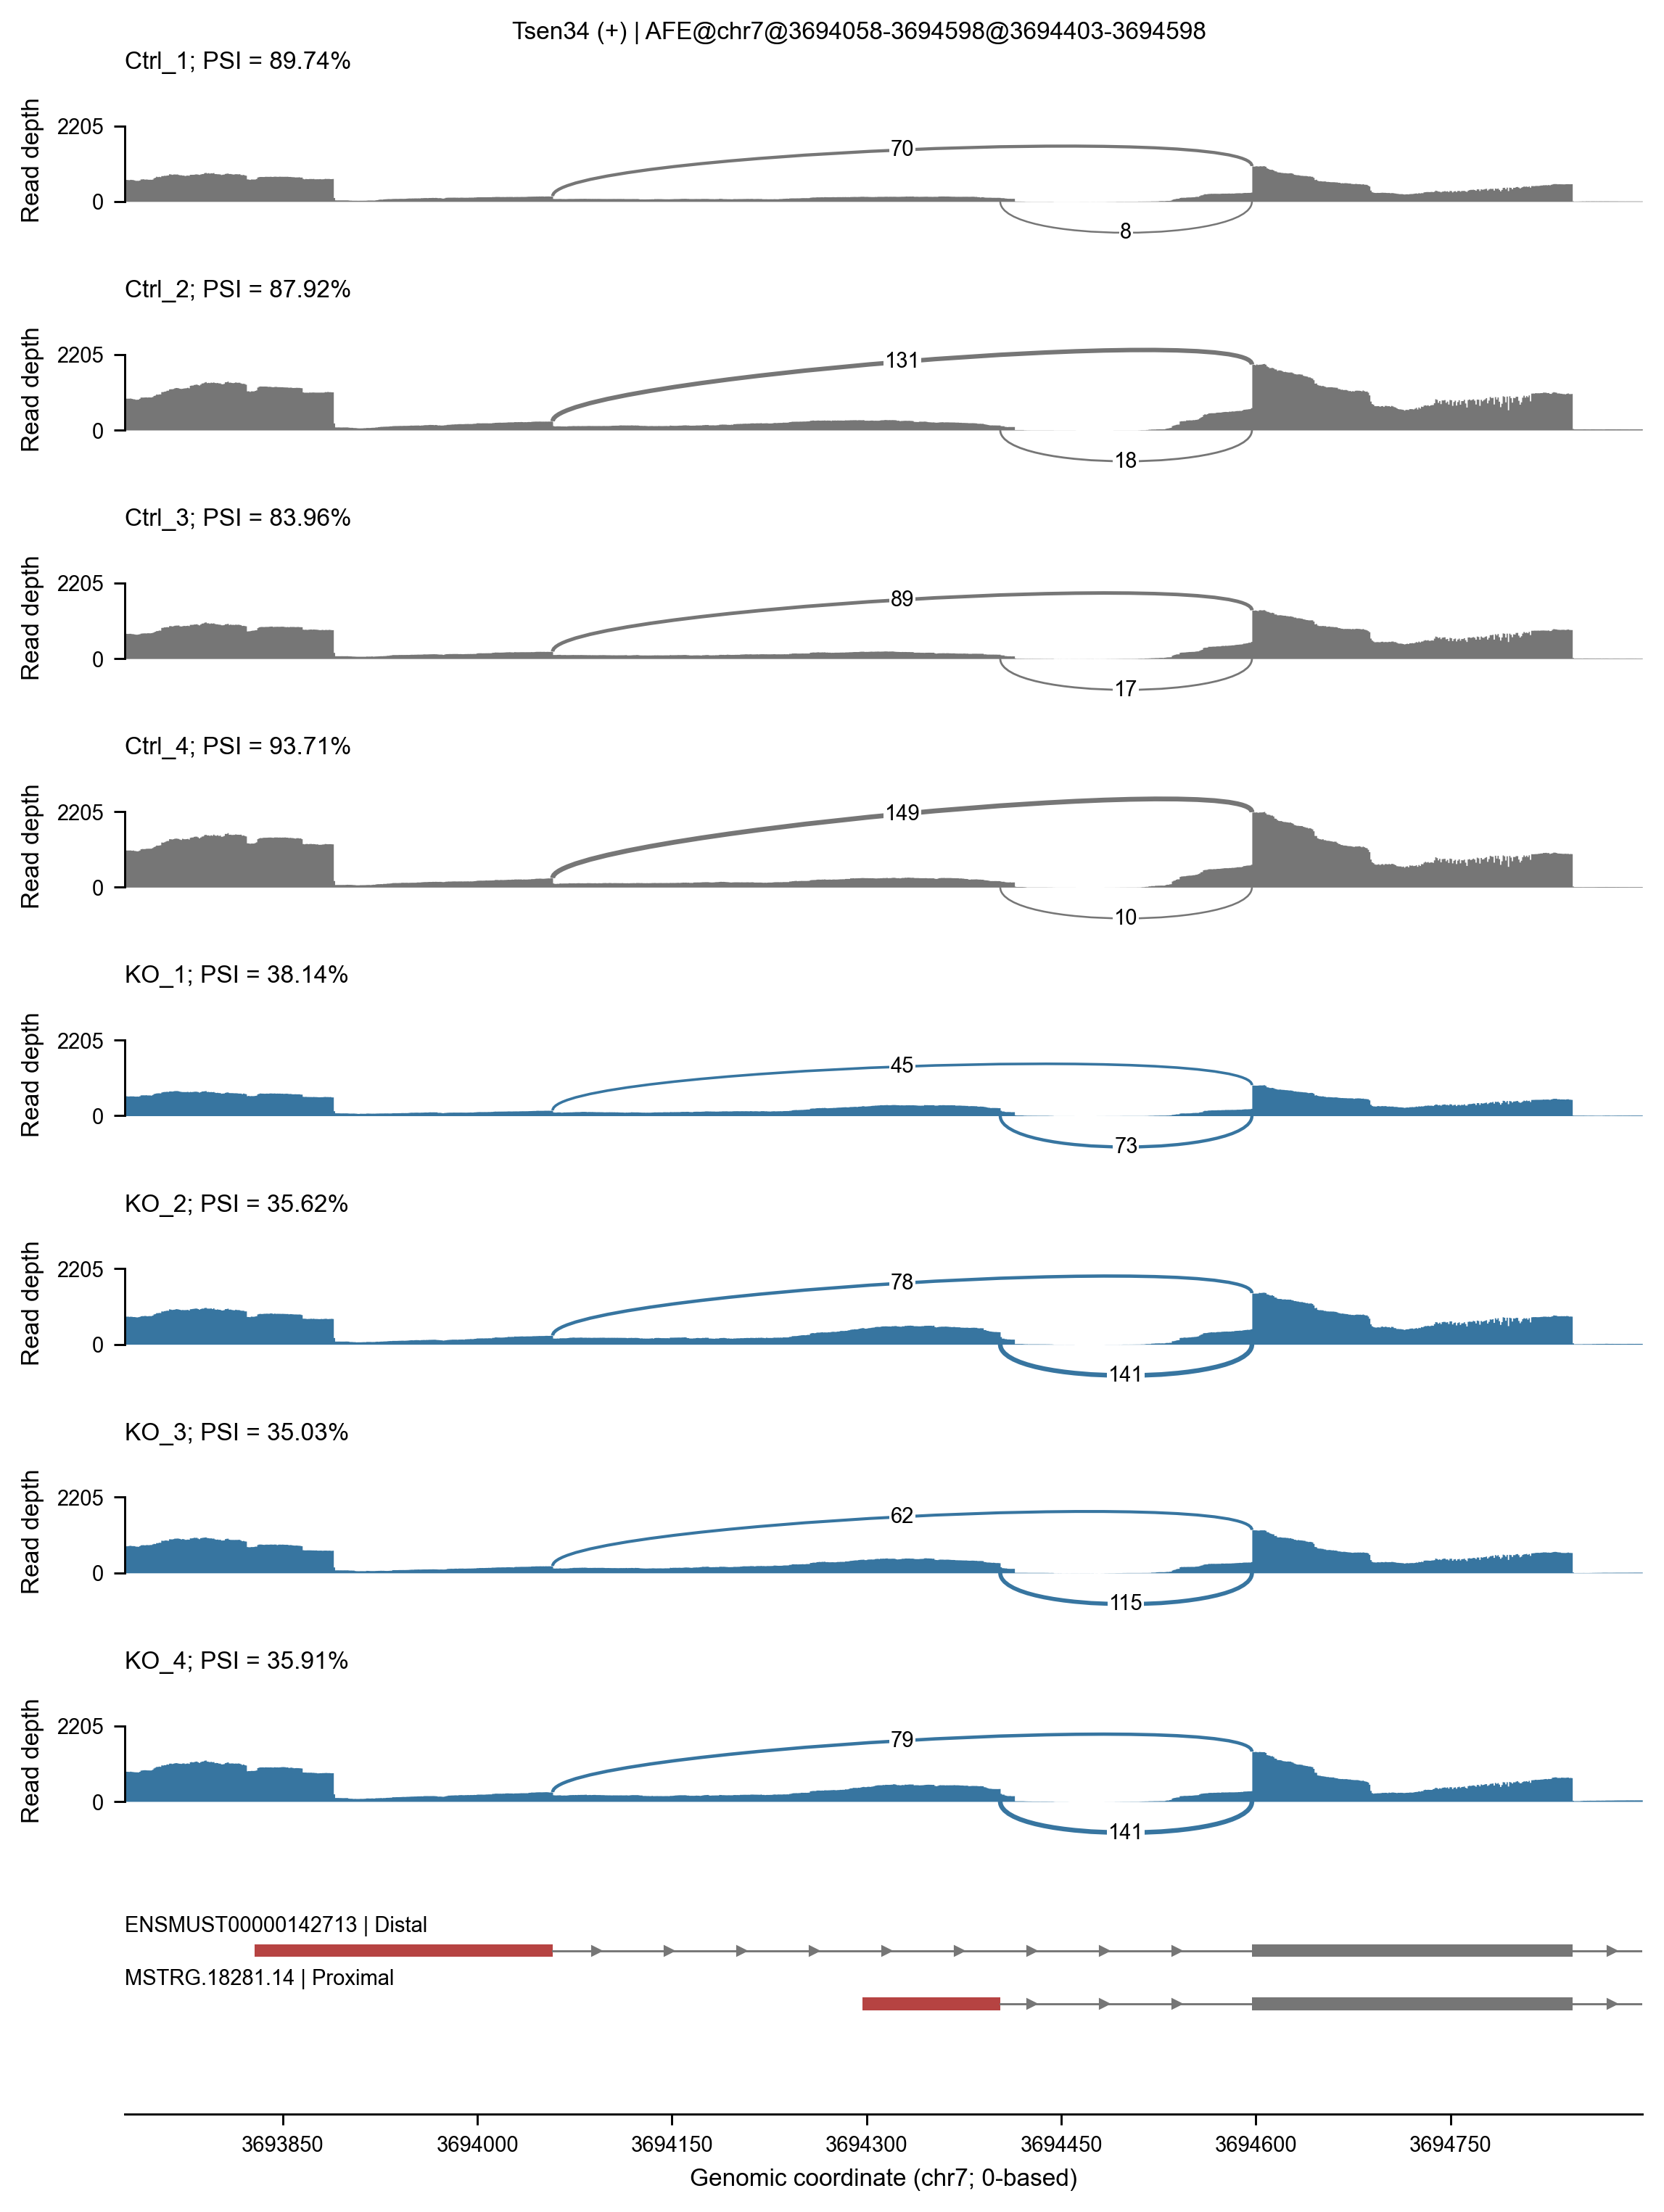 Tsen34 (+) | AFE@chr7@3694058-3694598@3694403-3694598
Ctrl_1; PSI = 89.74%
Read depth
2205
0
70
8
Ctrl_2; PSI = 87.92%
Read depth
2205
0
131
18
Ctrl_3; PSI = 83.96%
Read depth
2205
0
89
17
Ctrl_4; PSI = 93.71%
Read depth
2205
0
149
10
KO_1; PSI = 38.14%
Read depth
2205
0
45
73
KO_2; PSI = 35.62%
Read depth
2205
0
78
141
KO_3; PSI = 35.03%
Read depth
2205
0
62
115
KO_4; PSI = 35.91%
Read depth
2205
0
79
141
ENSMUST00000142713 | Distal
MSTRG.18281.14 | Proximal
3693850 3694000 3694150 3694300 3694450 3694600 3694750
Genomic coordinate (chr7; 0-based)